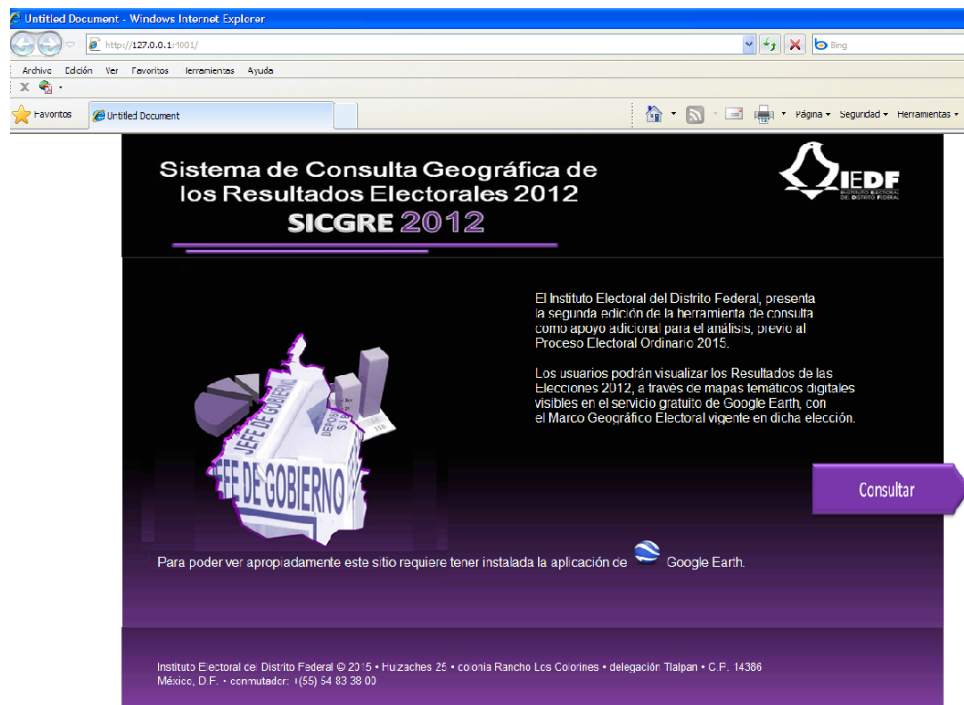 Untitled Document - Windows Internet Explorer
http://127.0.0.1:4001/
Bing
Archivo Edición Ver Favoritos Herramientas Ayuda
X
Favoritos Untitled Document Página Seguridad Herramientas
Sistema de Consulta Geográfica de
los Resultados Electorales 2012
SICGRE 2012
IEDF
INSTITUTO ELECTORAL
DEL DISTRITO FEDERAL
El Instituto Electoral del Distrito Federal, presenta
la segunda edición de la herramienta de consulta
como apoyo adicional para el análisis, previo al
Proceso Electoral Ordinario 2015.
Los usuarios podrán visualizar los Resultados de las
Elecciones 2012, a través de mapas temáticos digitales
visibles en el servicio gratuito de Google Earth, con
el Marco Geográfico Electoral vigente en dicha elección.
JEFE DE GOBIERNO
JEFE DE GOBIERNO
Consultar
Para poder ver apropiadamente este sitio requiere tener instalada la aplicación de Google Earth.
Instituto Electoral del Distrito Federal © 2015 • Huizaches 25 • colonia Rancho Los Colorines • delegación Tlalpan • C.P. 14386
México, D.F. • conmutador: (55) 54 83 38 00